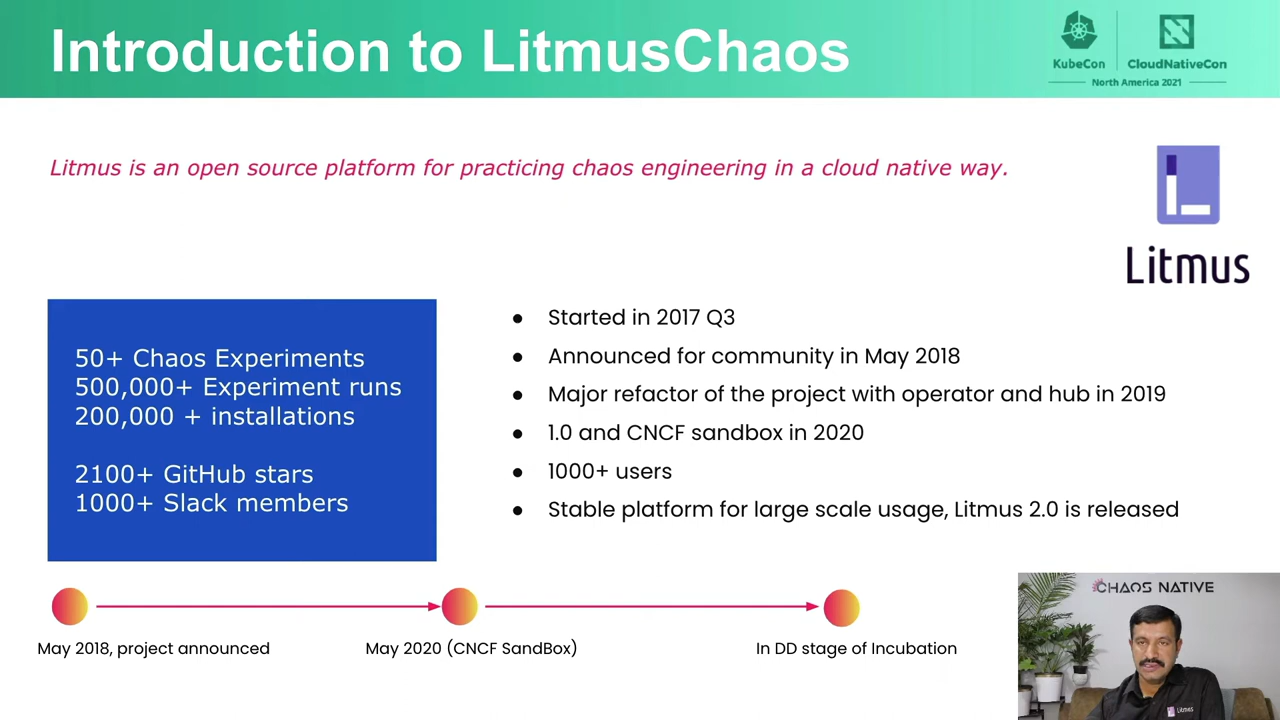 Introduction to LitmusChaos
KubeCon
CloudNativeCon
North America 2021
Litmus is an open source platform for practicing chaos engineering in a cloud native way.
Litmus
50+ Chaos Experiments
500,000+ Experiment runs
200,000 + installations
2100+ GitHub stars
1000+ Slack members
● Started in 2017 Q3
● Announced for community in May 2018
● Major refactor of the project with operator and hub in 2019
● 1.0 and CNCF sandbox in 2020
● 1000+ users
● Stable platform for large scale usage, Litmus 2.0 is released
May 2018, project announced
May 2020 (CNCF SandBox)
In DD stage of Incubation
CHAOS NATIVE
Litmus